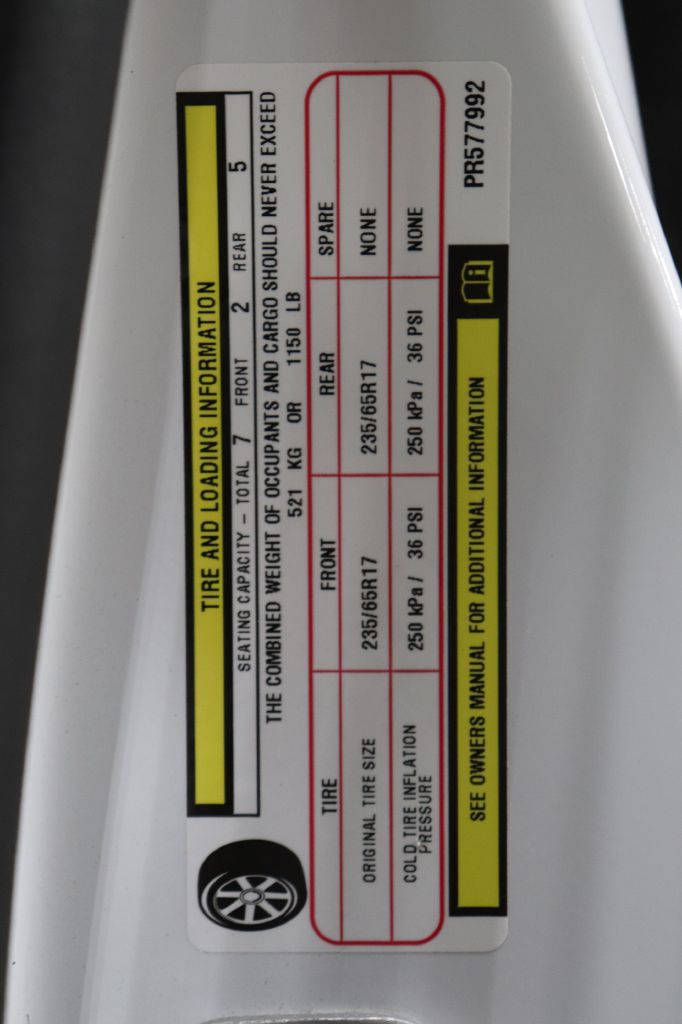 TIRE AND LOADING INFORMATION
SEATING CAPACITY – TOTAL 7 FRONT 2 REAR 5
THE COMBINED WEIGHT OF OCCUPANTS AND CARGO SHOULD NEVER EXCEED
521 KG OR 1150 LB
TIRE FRONT REAR SPARE
ORIGINAL TIRE SIZE 235/65R17 235/65R17 NONE
COLD TIRE INFLATION
PRESSURE 250 kPa / 36 PSI 250 kPa / 36 PSI NONE
SEE OWNERS MANUAL FOR ADDITIONAL INFORMATION
PR577992